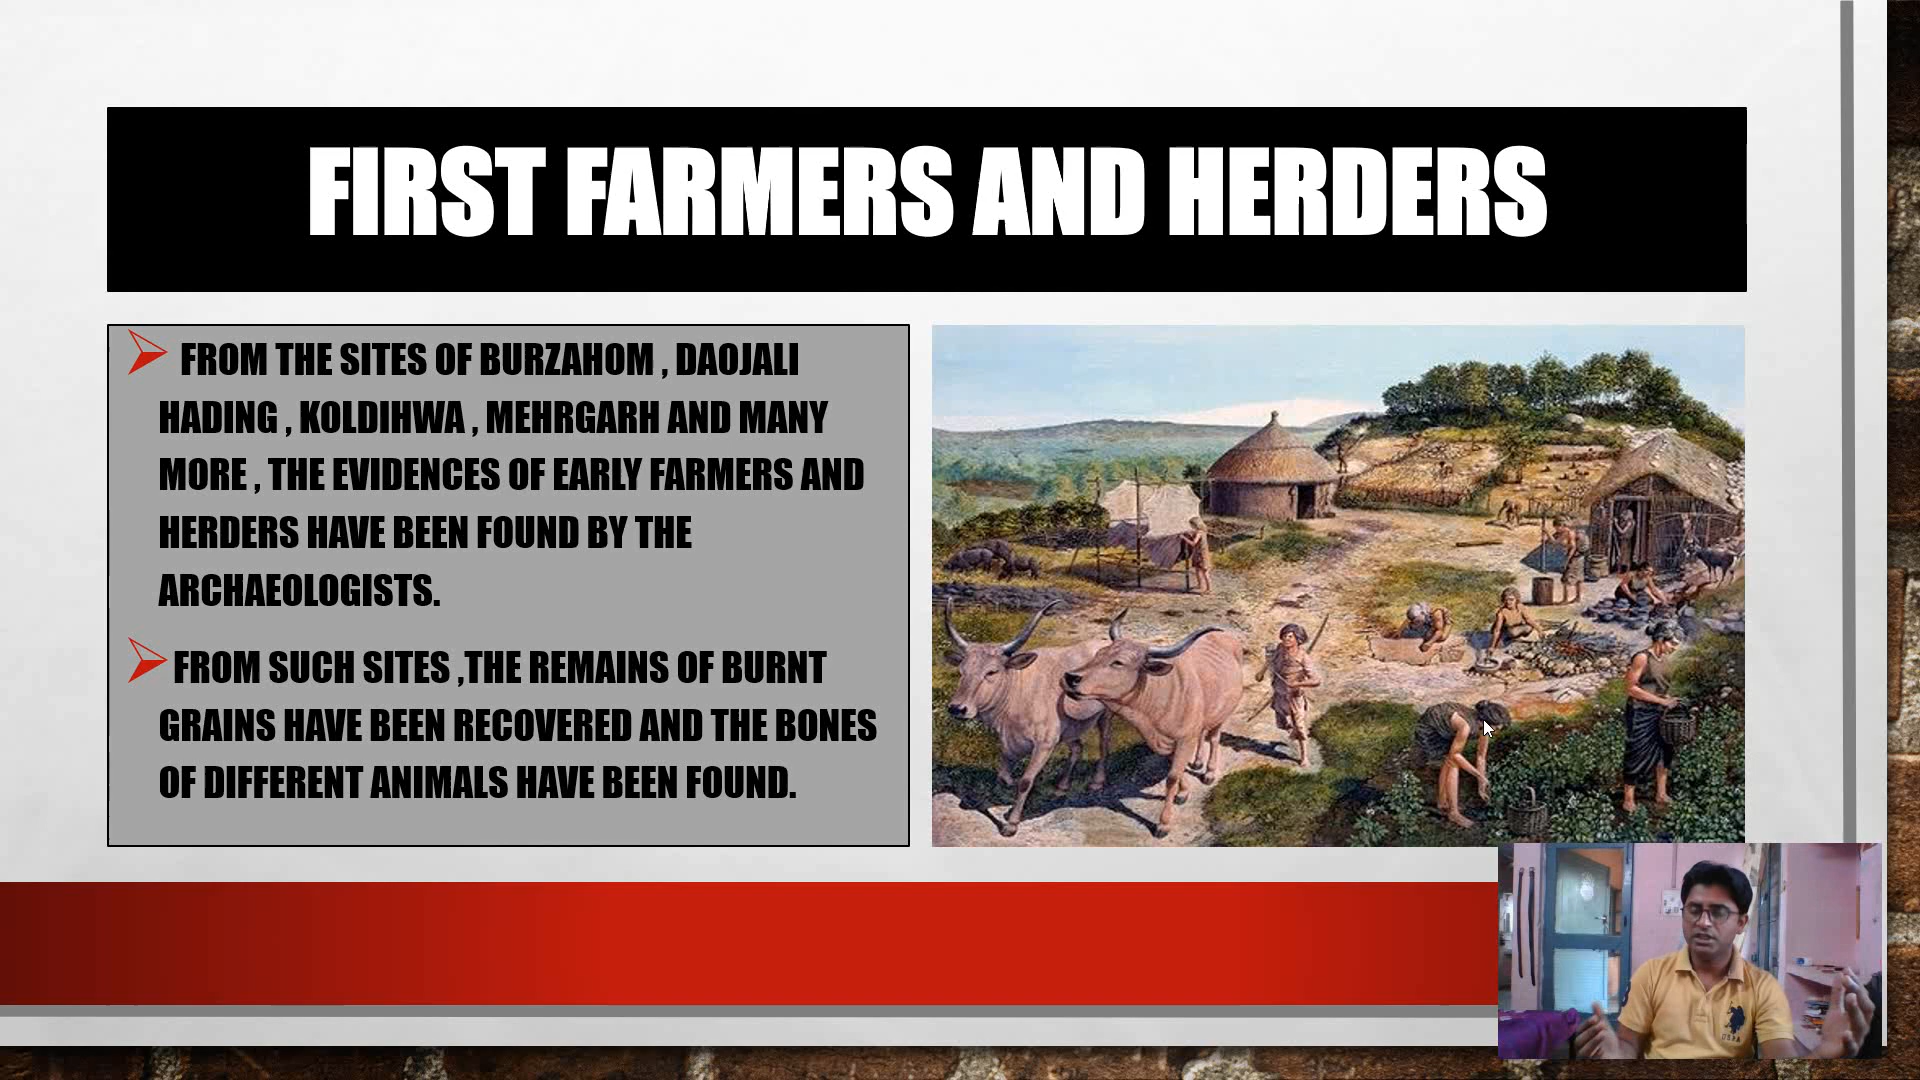 FIRST FARMERS AND HERDERS
FROM THE SITES OF BURZAHOM , DAOJALI
HADING , KOLDIHWA , MEHRGARH AND MANY
MORE , THE EVIDENCES OF EARLY FARMERS AND
HERDERS HAVE BEEN FOUND BY THE
ARCHAEOLOGISTS.
FROM SUCH SITES ,THE REMAINS OF BURNT
GRAINS HAVE BEEN RECOVERED AND THE BONES
OF DIFFERENT ANIMALS HAVE BEEN FOUND.